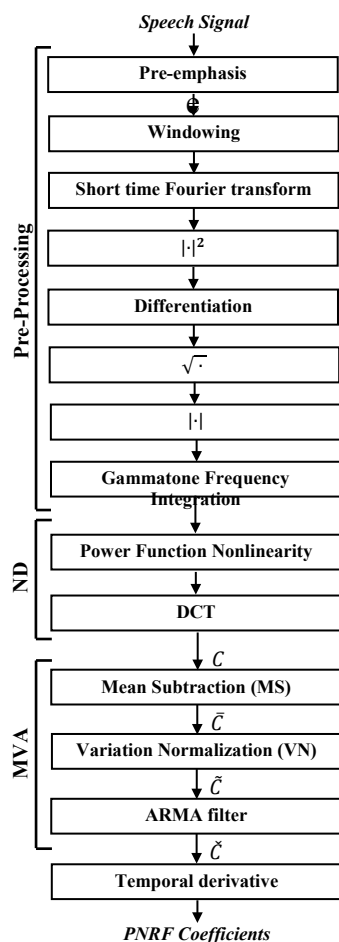 Speech Signal
Pre-emphasis
Windowing
Short time Fourier transform
|·|²
Differentiation
√·
|·|
Gammatone Frequency
Integration
Pre-Processing
Power Function Nonlinearity
DCT
ND
C
Mean Subtraction (MS)
C̄
Variation Normalization (VN)
C̃
ARMA filter
MVA
Č
Temporal derivative
PNRF Coefficients